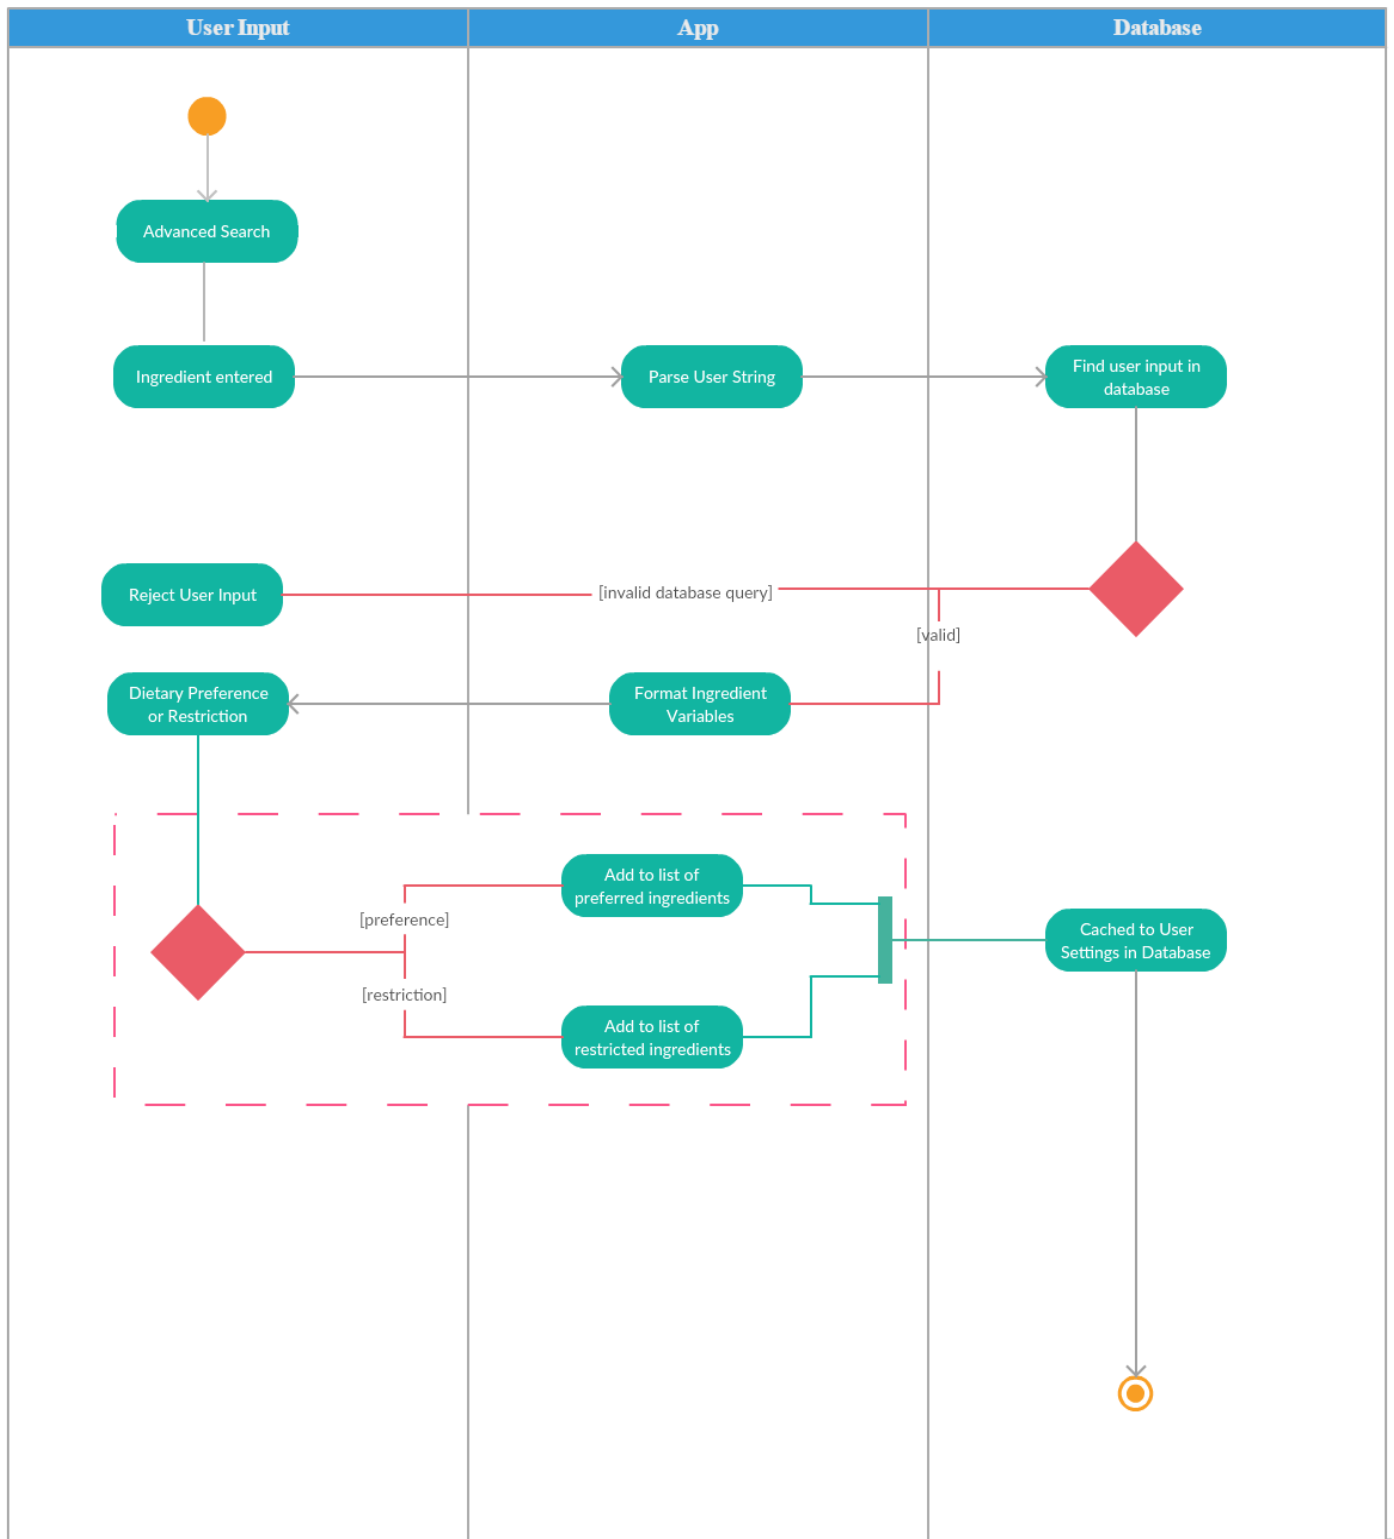 User Input
App
Database
Advanced Search
Ingredient entered
Parse User String
Find user input in
database
Reject User Input
[invalid database query]
[valid]
Dietary Preference
or Restriction
Format Ingredient
Variables
Add to list of
preferred ingredients
[preference]
Cached to User
Settings in Database
[restriction]
Add to list of
restricted ingredients